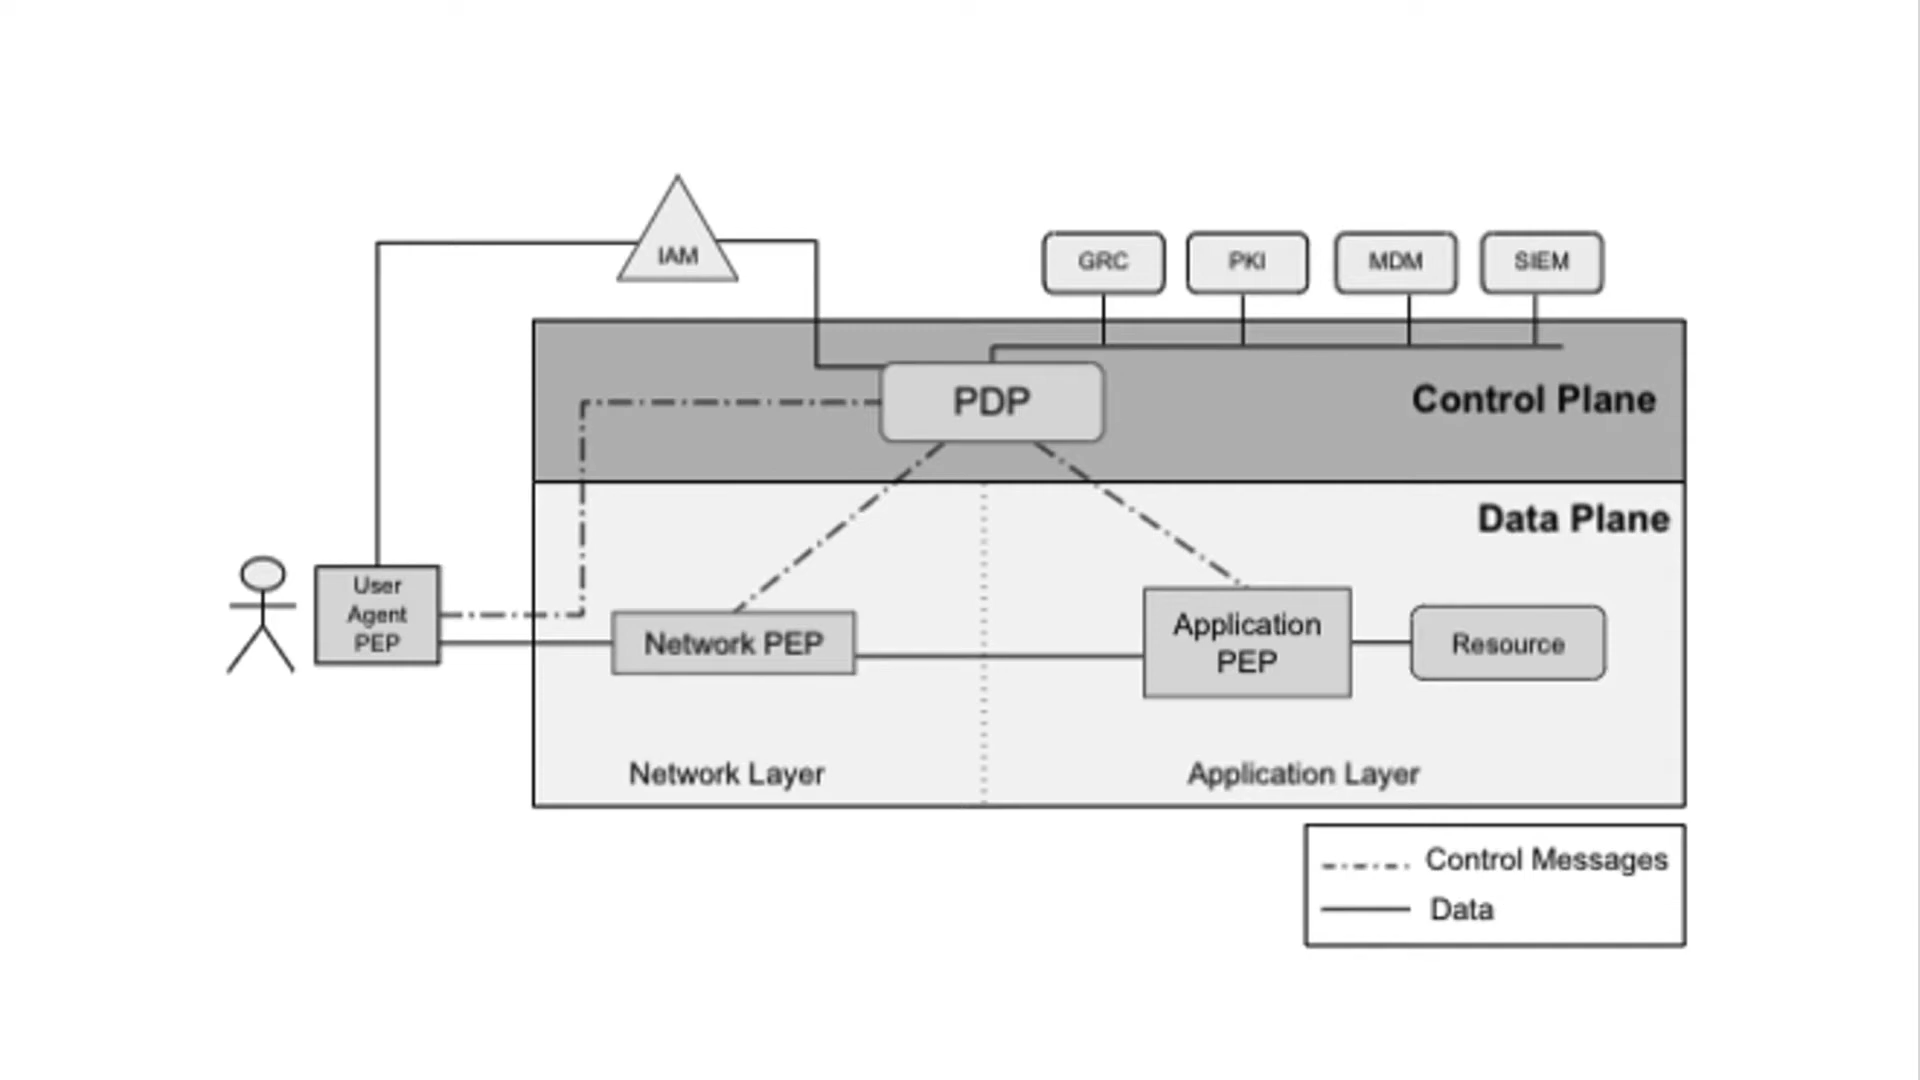 IAM
GRC
PKI
MDM
SIEM
PDP
Control Plane
Data Plane
User
Agent
PEP
Network PEP
Application
PEP
Resource
Network Layer
Application Layer
Control Messages
Data